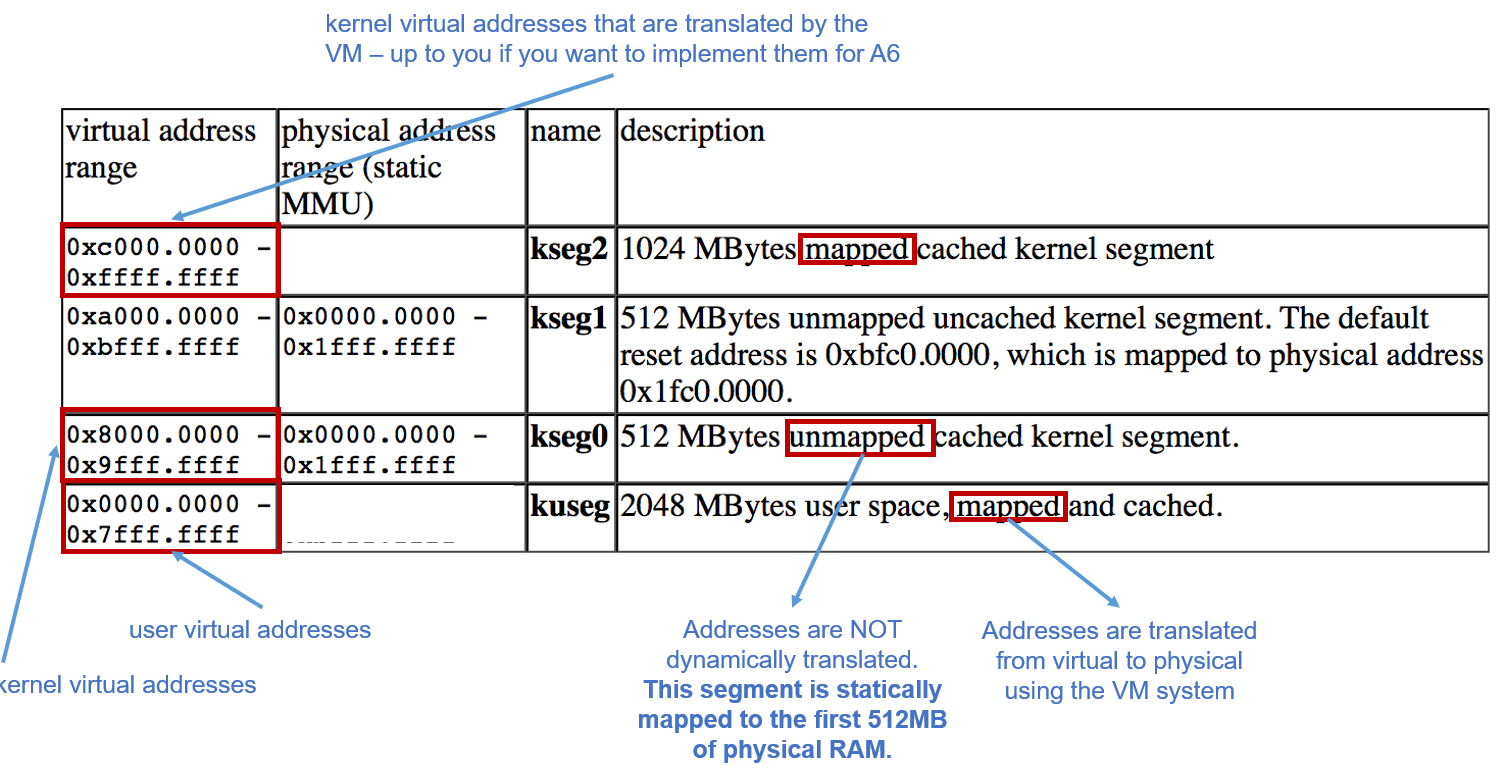 kernel virtual addresses that are translated by the
VM – up to you if you want to implement them for A6
virtual address
range
physical address
range (static
MMU)
name
description
0xc000.0000 –
0xffff.ffff
kseg2
1024 MBytes mapped cached kernel segment
0xa000.0000 –
0xbfff.ffff
0x0000.0000 –
0x1fff.ffff
kseg1
512 MBytes unmapped uncached kernel segment. The default
reset address is 0xbfc0.0000, which is mapped to physical address
0x1fc0.0000.
0x8000.0000 –
0x9fff.ffff
0x0000.0000 –
0x1fff.ffff
kseg0
512 MBytes unmapped cached kernel segment.
0x0000.0000 –
0x7fff.ffff
kuseg
2048 MBytes user space, mapped and cached.
user virtual addresses
kernel virtual addresses
Addresses are NOT
dynamically translated.
This segment is statically
mapped to the first 512MB
of physical RAM.
Addresses are translated
from virtual to physical
using the VM system